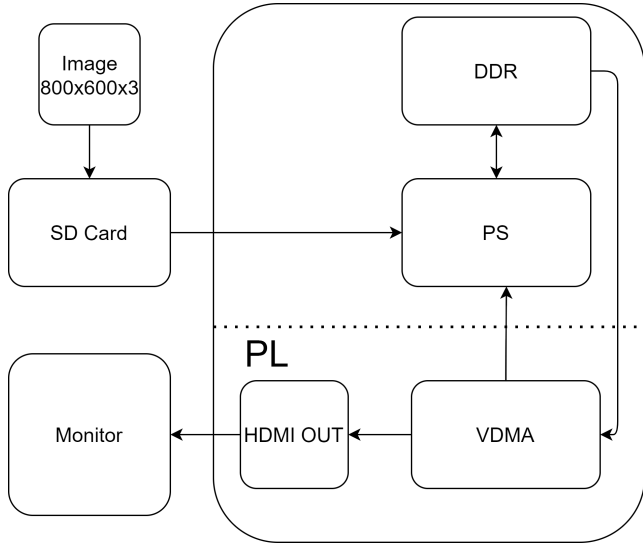 Image
800x600x3
DDR
SD Card
PS
PL
Monitor
HDMI OUT
VDMA